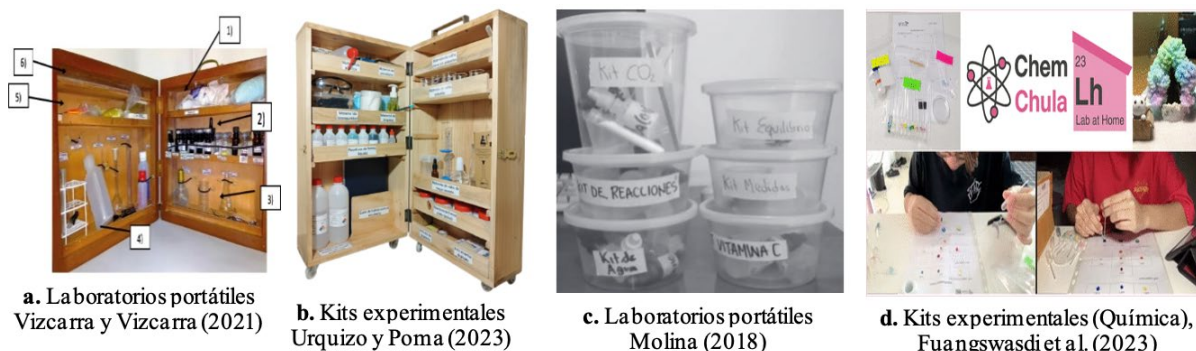 1)
6)
5)
2)
3)
4)
Kit CO₂
KIT DE REACCIONES
Kit de
Agua
Kit Equilibrio
Kit Medidas
VITAMINA C
Chem
Chula
23
Lh
Lab at Home
a. Laboratorios portátiles
Vizcarra y Vizcarra (2021)
b. Kits experimentales
Urquizo y Poma (2023)
c. Laboratorios portátiles
Molina (2018)
d. Kits experimentales (Química),
Fuangswasdi et al. (2023)